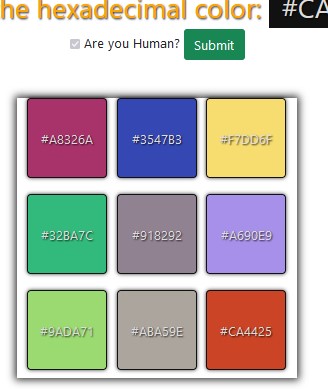 he hexadecimal color: #CA
Are you Human? Submit
#A8326A #3547B3 #F7DD6F
#32BA7C #918292 #A690E9
#9ADA71 #ABA59E #CA4425